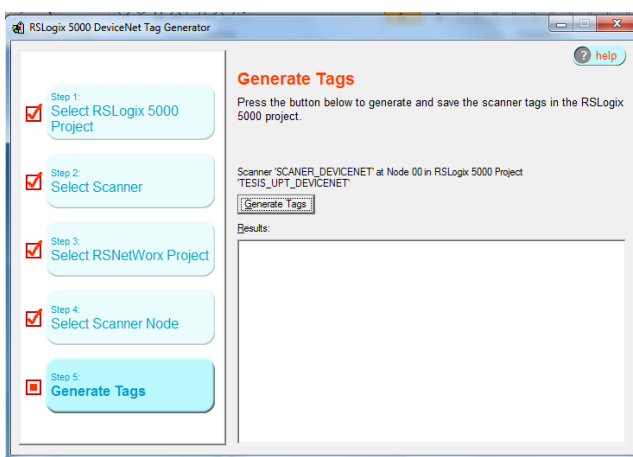 RSLogix 5000 DeviceNet Tag Generator
help
Step 1:
Select RSLogix 5000
Project
Step 2:
Select Scanner
Step 3:
Select RSNetWorx Project
Step 4:
Select Scanner Node
Step 5:
Generate Tags
Generate Tags
Press the button below to generate and save the scanner tags in the RSLogix
5000 project.
Scanner 'SCANER_DEVICENET' at Node 00 in RSLogix 5000 Project
'TESIS_UPT_DEVICENET'
Generate Tags
Results: